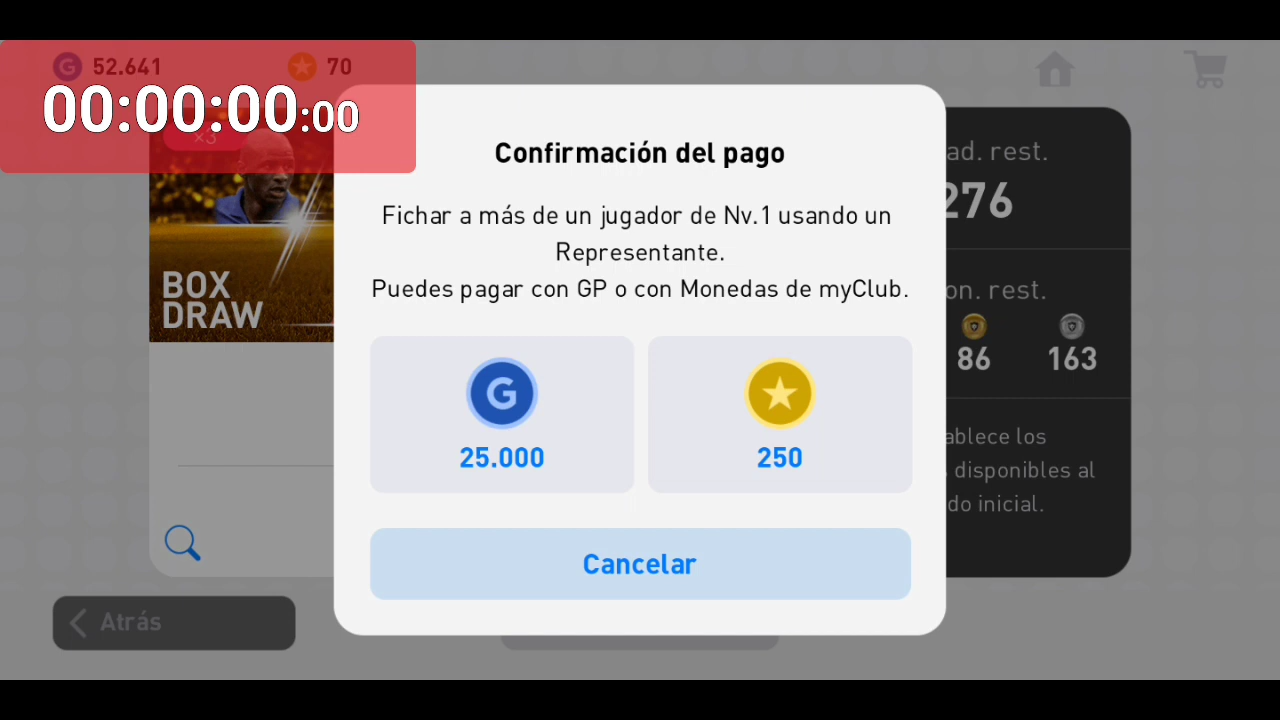 52.641
70
00:00:00:00
×3
BOX
DRAW
Confirmación del pago
Fichar a más de un jugador de Nv.1 usando un
Representante.
Puedes pagar con GP o con Monedas de myClub.
G
25.000
250
Cancelar
ad. rest.
276
on. rest.
86
163
ablece los
disponibles al
do inicial.
Atrás